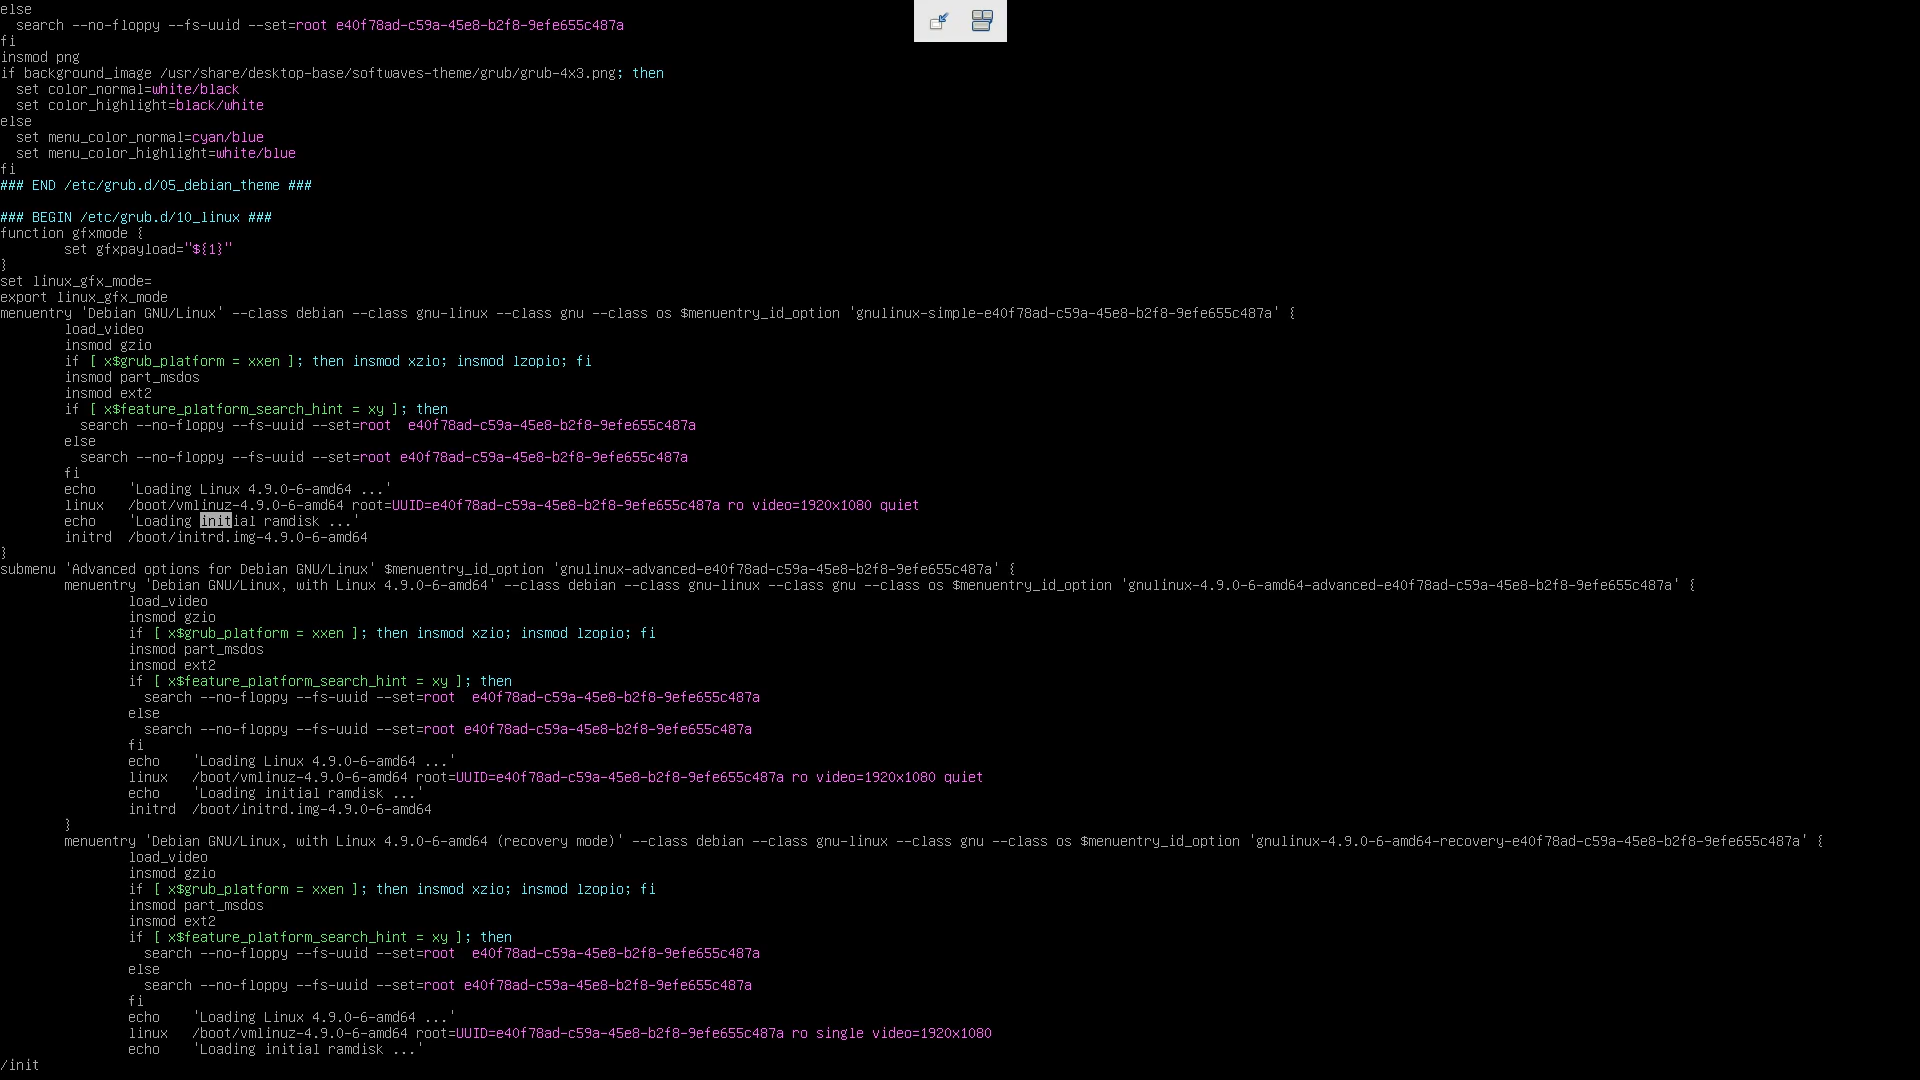 else
  search --no-floppy --fs-uuid --set=root e40f78ad-c59a-45e8-b2f8-9efe655c487a
fi
insmod png
if background_image /usr/share/desktop-base/softwaves-theme/grub/grub-4x3.png; then
  set color_normal=white/black
  set color_highlight=black/white
else
  set menu_color_normal=cyan/blue
  set menu_color_highlight=white/blue
fi
### END /etc/grub.d/05_debian_theme ###

### BEGIN /etc/grub.d/10_linux ###
function gfxmode {
        set gfxpayload="${1}"
}
set linux_gfx_mode=
export linux_gfx_mode
menuentry 'Debian GNU/Linux' --class debian --class gnu-linux --class gnu --class os $menuentry_id_option 'gnulinux-simple-e40f78ad-c59a-45e8-b2f8-9efe655c487a' {
        load_video
        insmod gzio
        if [ x$grub_platform = xxen ]; then insmod xzio; insmod lzopio; fi
        insmod part_msdos
        insmod ext2
        if [ x$feature_platform_search_hint = xy ]; then
          search --no-floppy --fs-uuid --set=root  e40f78ad-c59a-45e8-b2f8-9efe655c487a
        else
          search --no-floppy --fs-uuid --set=root e40f78ad-c59a-45e8-b2f8-9efe655c487a
        fi
        echo    'Loading Linux 4.9.0-6-amd64 ...'
        linux   /boot/vmlinuz-4.9.0-6-amd64 root=UUID=e40f78ad-c59a-45e8-b2f8-9efe655c487a ro video=1920x1080 quiet
        echo    'Loading initial ramdisk ...'
        initrd  /boot/initrd.img-4.9.0-6-amd64
}
submenu 'Advanced options for Debian GNU/Linux' $menuentry_id_option 'gnulinux-advanced-e40f78ad-c59a-45e8-b2f8-9efe655c487a' {
        menuentry 'Debian GNU/Linux, with Linux 4.9.0-6-amd64' --class debian --class gnu-linux --class gnu --class os $menuentry_id_option 'gnulinux-4.9.0-6-amd64-advanced-e40f78ad-c59a-45e8-b2f8-9efe655c487a' {
                load_video
                insmod gzio
                if [ x$grub_platform = xxen ]; then insmod xzio; insmod lzopio; fi
                insmod part_msdos
                insmod ext2
                if [ x$feature_platform_search_hint = xy ]; then
                  search --no-floppy --fs-uuid --set=root  e40f78ad-c59a-45e8-b2f8-9efe655c487a
                else
                  search --no-floppy --fs-uuid --set=root e40f78ad-c59a-45e8-b2f8-9efe655c487a
                fi
                echo    'Loading Linux 4.9.0-6-amd64 ...'
                linux   /boot/vmlinuz-4.9.0-6-amd64 root=UUID=e40f78ad-c59a-45e8-b2f8-9efe655c487a ro video=1920x1080 quiet
                echo    'Loading initial ramdisk ...'
                initrd  /boot/initrd.img-4.9.0-6-amd64
        }
        menuentry 'Debian GNU/Linux, with Linux 4.9.0-6-amd64 (recovery mode)' --class debian --class gnu-linux --class gnu --class os $menuentry_id_option 'gnulinux-4.9.0-6-amd64-recovery-e40f78ad-c59a-45e8-b2f8-9efe655c487a' {
                load_video
                insmod gzio
                if [ x$grub_platform = xxen ]; then insmod xzio; insmod lzopio; fi
                insmod part_msdos
                insmod ext2
                if [ x$feature_platform_search_hint = xy ]; then
                  search --no-floppy --fs-uuid --set=root  e40f78ad-c59a-45e8-b2f8-9efe655c487a
                else
                  search --no-floppy --fs-uuid --set=root e40f78ad-c59a-45e8-b2f8-9efe655c487a
                fi
                echo    'Loading Linux 4.9.0-6-amd64 ...'
                linux   /boot/vmlinuz-4.9.0-6-amd64 root=UUID=e40f78ad-c59a-45e8-b2f8-9efe655c487a ro single video=1920x1080
                echo    'Loading initial ramdisk ...'
/init